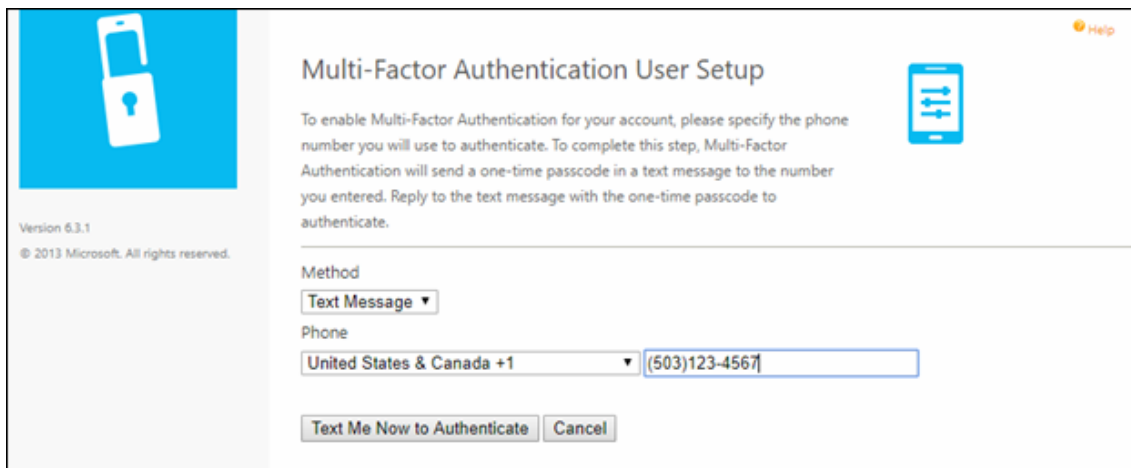 Help
Multi-Factor Authentication User Setup
To enable Multi-Factor Authentication for your account, please specify the phone
number you will use to authenticate. To complete this step, Multi-Factor
Authentication will send a one-time passcode in a text message to the number
you entered. Reply to the text message with the one-time passcode to
authenticate.
Version 6.3.1
© 2013 Microsoft. All rights reserved.
Method
Text Message
Phone
United States & Canada +1 (503)123-4567
Text Me Now to Authenticate Cancel